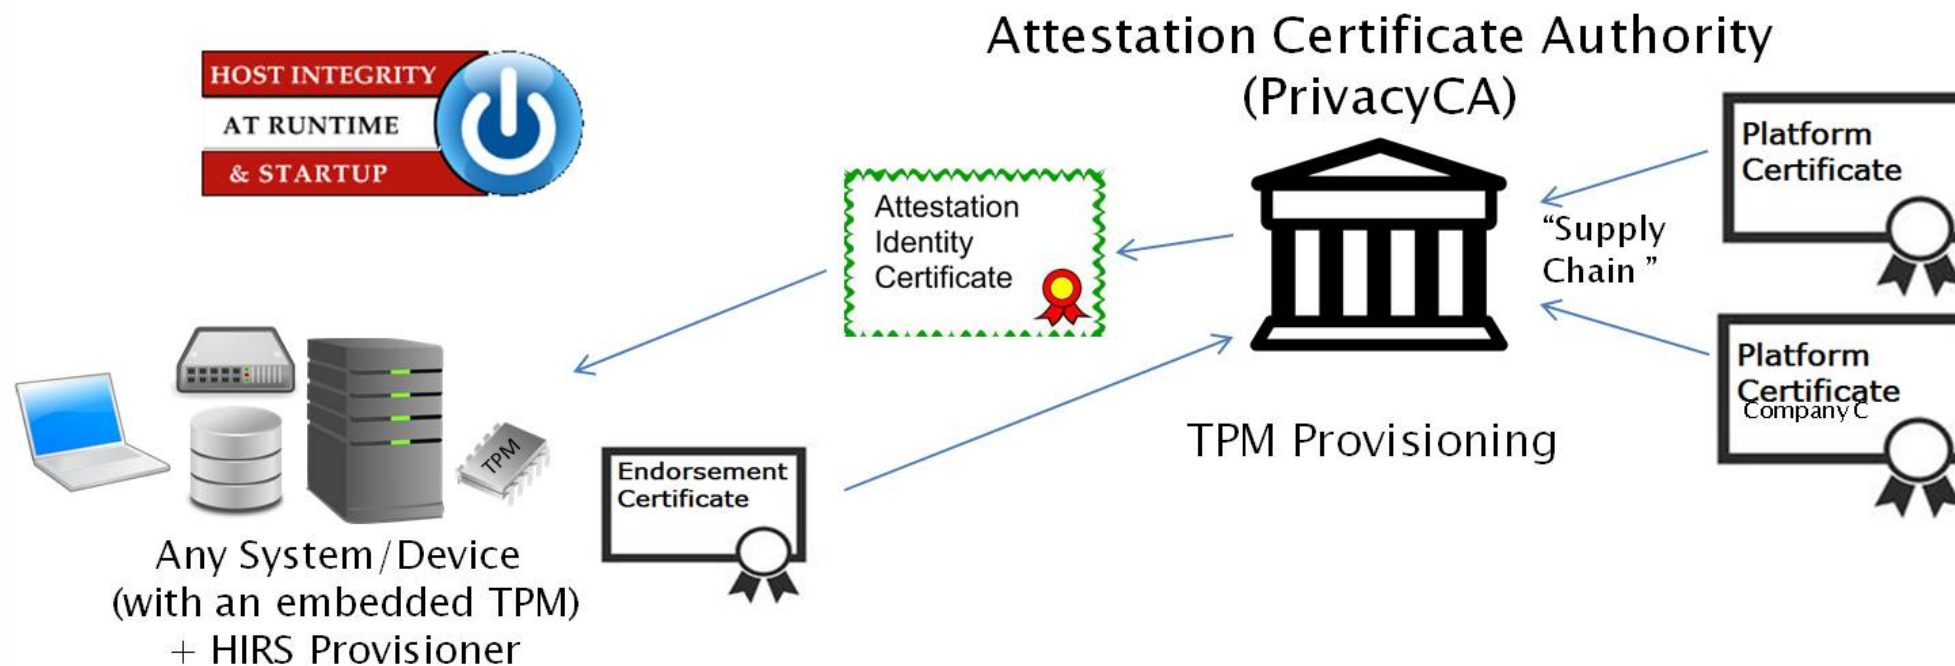 Attestation Certificate Authority
(PrivacyCA)
HOST INTEGRITY
AT RUNTIME
& STARTUP
Platform
Certificate
Attestation
Identity
Certificate
“Supply
Chain ”
Platform
Certificate
Company C
TPM
TPM Provisioning
Endorsement
Certificate
Any System/Device
(with an embedded TPM)
+ HIRS Provisioner